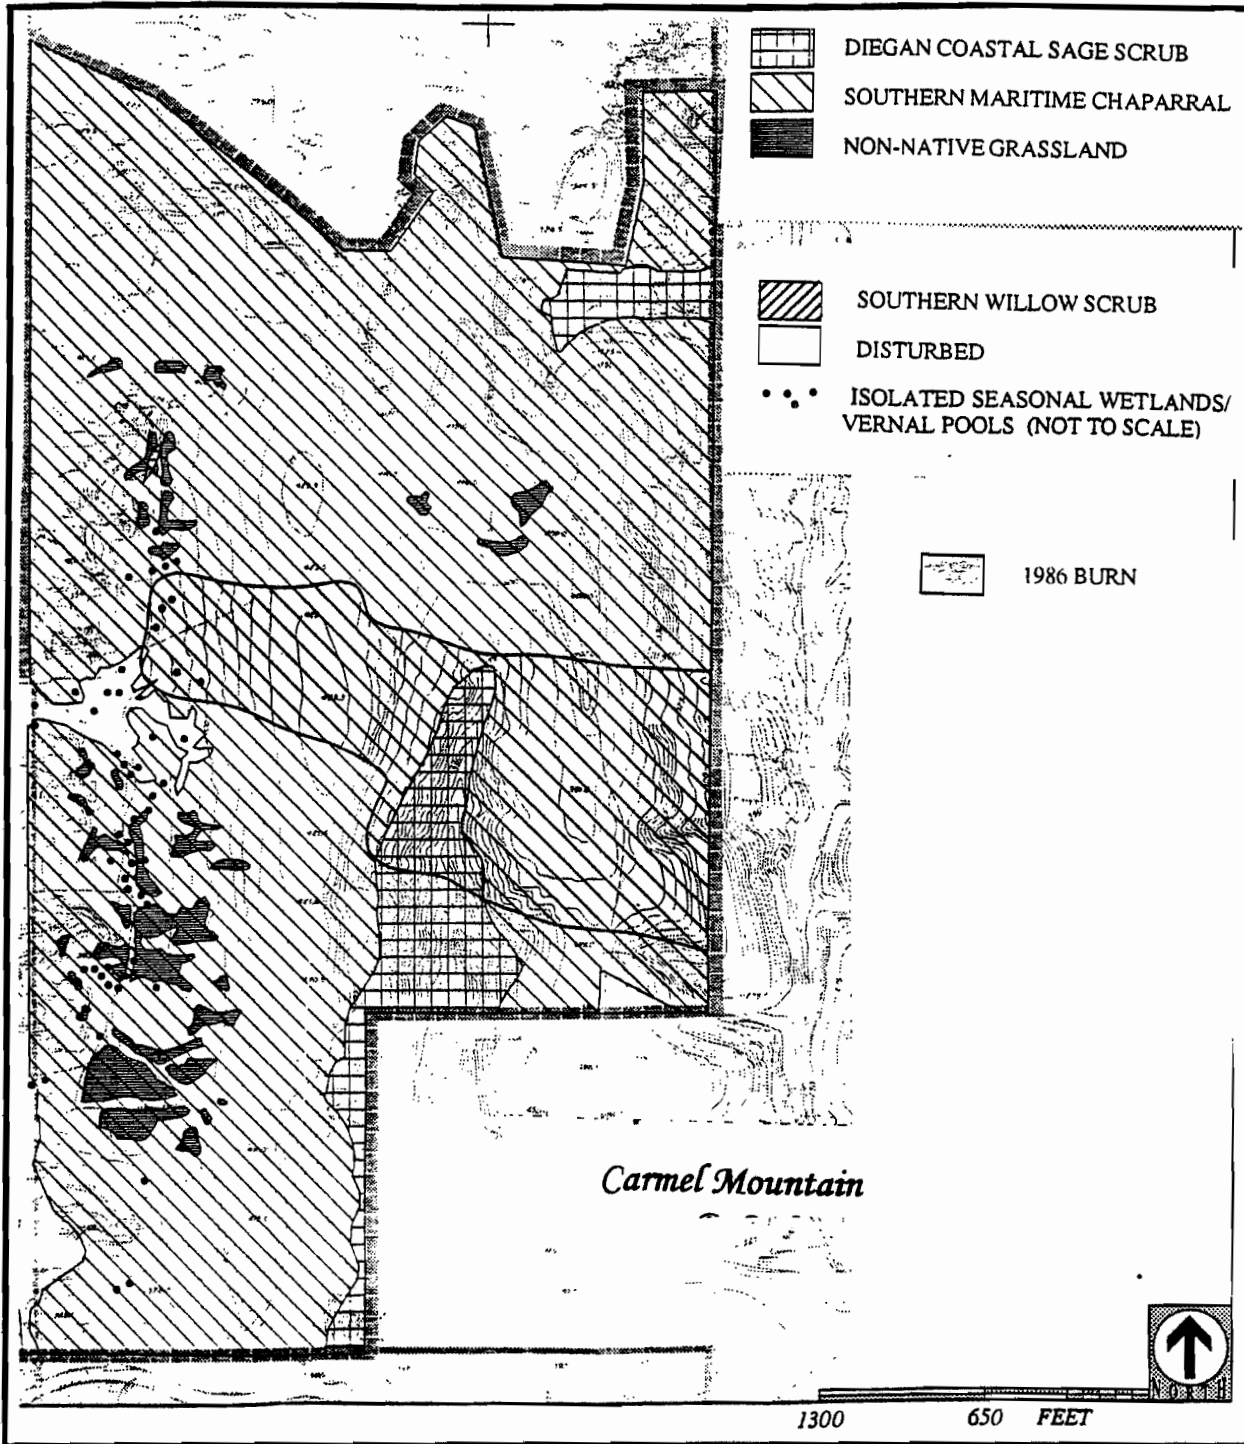 DIEGAN COASTAL SAGE SCRUB
SOUTHERN MARITIME CHAPARRAL
NON-NATIVE GRASSLAND
SOUTHERN WILLOW SCRUB
DISTURBED
ISOLATED SEASONAL WETLANDS/
VERNAL POOLS (NOT TO SCALE)
1986 BURN
Carmel Mountain
NORTH
1300 650 FEET